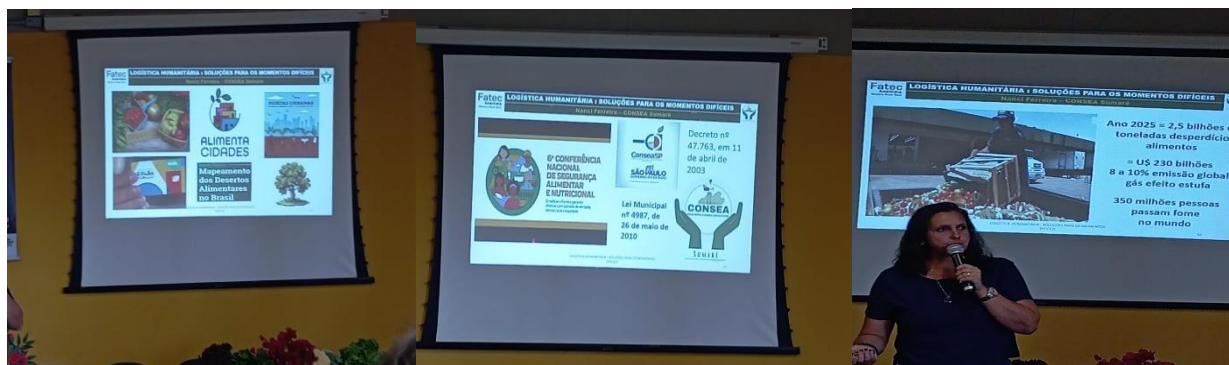 Fatec
LOGÍSTICA HUMANITÁRIA : SOLUÇÕES PARA OS MOMENTOS DIFÍCEIS
Nanci Ferreira - CONSEA Sumaré
ALIMENTA
CIDADES
Mapeamento
dos Desertos
Alimentares
no Brasil
Fatec
LOGÍSTICA HUMANITÁRIA : SOLUÇÕES PARA OS MOMENTOS DIFÍCEIS
Nanci Ferreira - CONSEA Sumaré
6ª CONFERÊNCIA
NACIONAL
DE SEGURANÇA
ALIMENTAR
E NUTRICIONAL
ConseaSP
SÃO PAULO
Decreto nº
47.763, em 11
de abril de
2003
Lei Municipal
nº 4987, de
26 de maio de
2010
CONSEA
SUMARÉ
Fatec
LOGÍSTICA HUMANITÁRIA : SOLUÇÕES PARA OS MOMENTOS DIFÍCEIS
Nanci Ferreira - CONSEA Sumaré
Ano 2025 = 2,5 bilhões
toneladas desperdício
alimentos
= U$ 230 bilhões
8 a 10% emissão global
gás efeito estufa
350 milhões pessoas
passam fome
no mundo